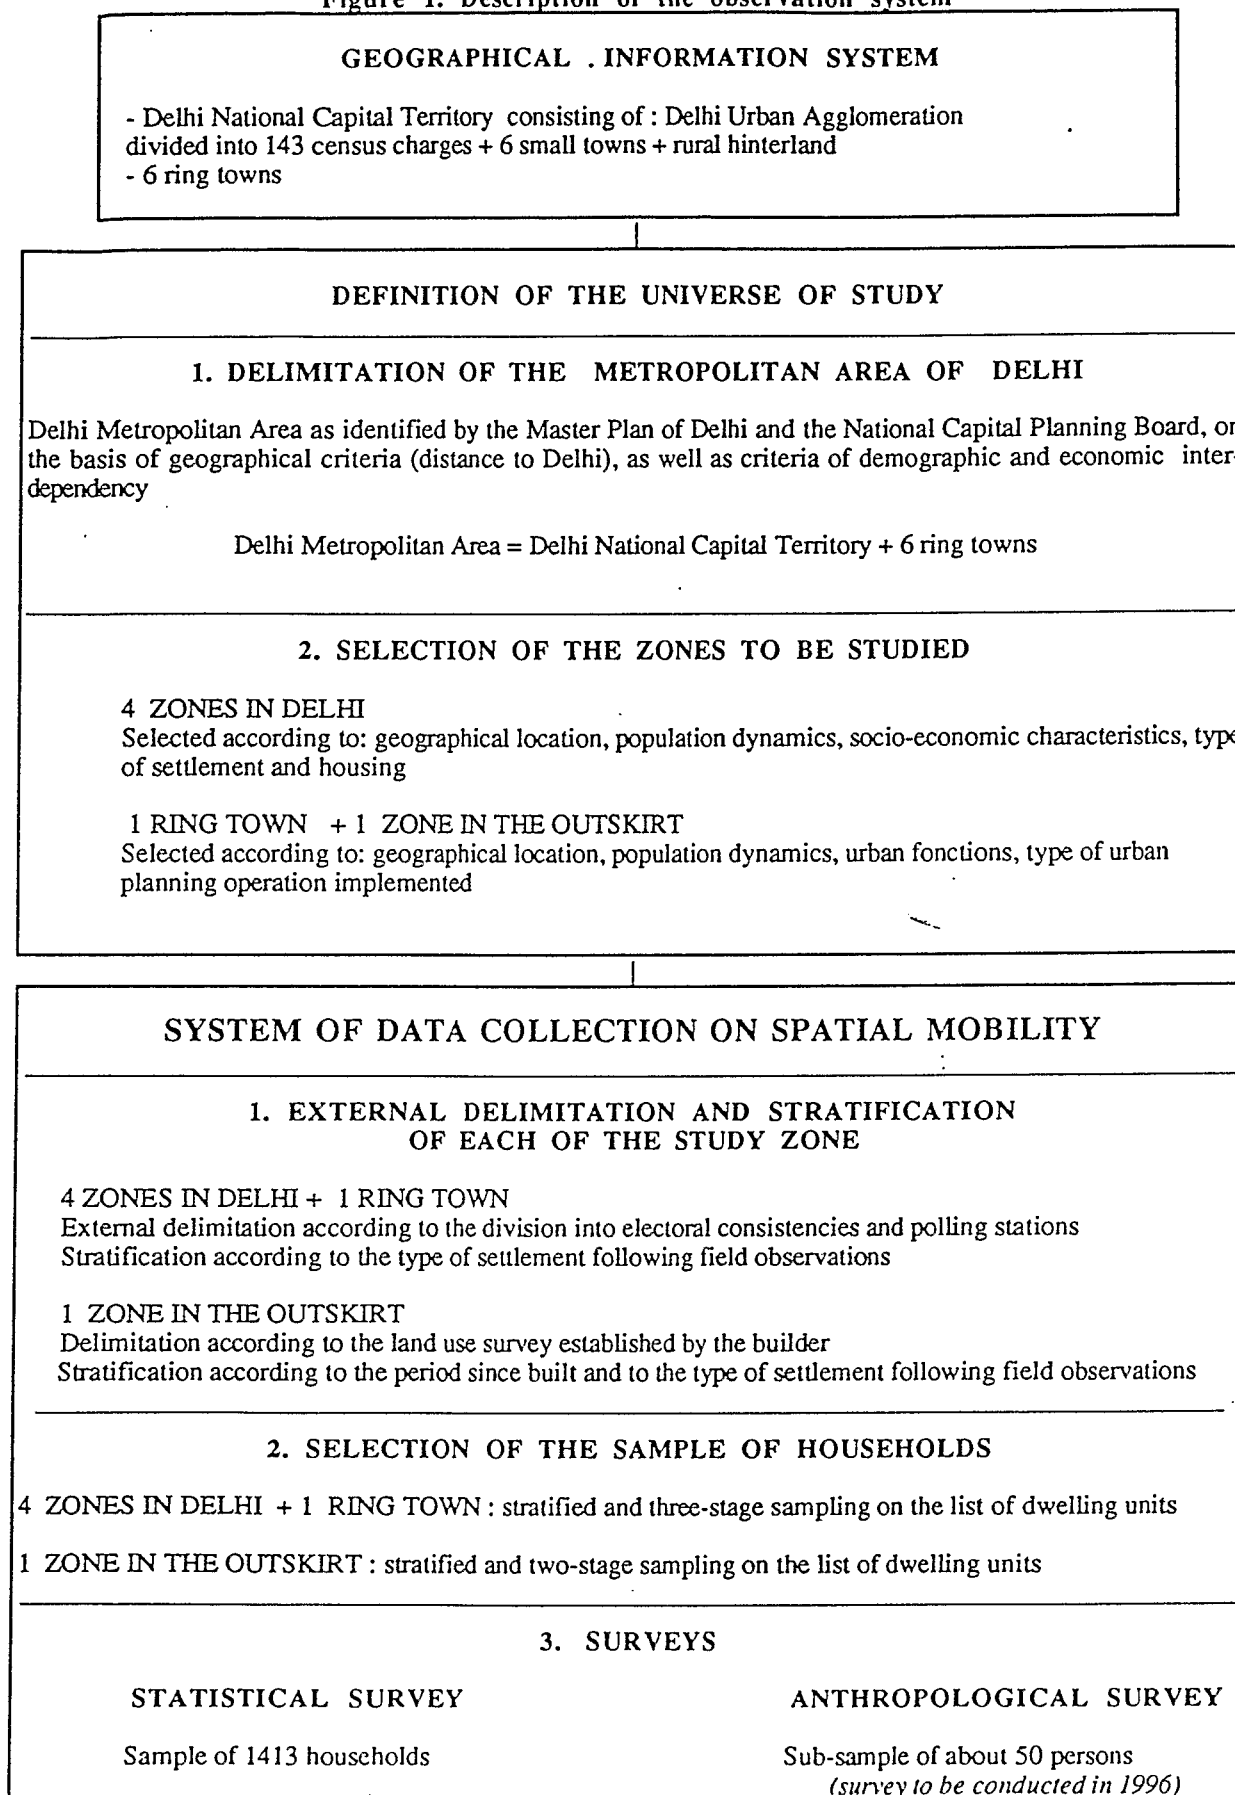 Figure 1. Description of the observation system
GEOGRAPHICAL . INFORMATION SYSTEM
- Delhi National Capital Territory consisting of : Delhi Urban Agglomeration
divided into 143 census charges + 6 small towns + rural hinterland
- 6 ring towns
DEFINITION OF THE UNIVERSE OF STUDY
1. DELIMITATION OF THE METROPOLITAN AREA OF DELHI
Delhi Metropolitan Area as identified by the Master Plan of Delhi and the National Capital Planning Board, on
the basis of geographical criteria (distance to Delhi), as well as criteria of demographic and economic inter-
dependency
Delhi Metropolitan Area = Delhi National Capital Territory + 6 ring towns
2. SELECTION OF THE ZONES TO BE STUDIED
4 ZONES IN DELHI
Selected according to: geographical location, population dynamics, socio-economic characteristics, type
of settlement and housing
1 RING TOWN + 1 ZONE IN THE OUTSKIRT
Selected according to: geographical location, population dynamics, urban fonctions, type of urban
planning operation implemented
SYSTEM OF DATA COLLECTION ON SPATIAL MOBILITY
1. EXTERNAL DELIMITATION AND STRATIFICATION
OF EACH OF THE STUDY ZONE
4 ZONES IN DELHI + 1 RING TOWN
External delimitation according to the division into electoral consistencies and polling stations
Stratification according to the type of settlement following field observations
1 ZONE IN THE OUTSKIRT
Delimitation according to the land use survey established by the builder
Stratification according to the period since built and to the type of settlement following field observations
2. SELECTION OF THE SAMPLE OF HOUSEHOLDS
4 ZONES IN DELHI + 1 RING TOWN : stratified and three-stage sampling on the list of dwelling units
1 ZONE IN THE OUTSKIRT : stratified and two-stage sampling on the list of dwelling units
3. SURVEYS
STATISTICAL SURVEY ANTHROPOLOGICAL SURVEY
Sample of 1413 households Sub-sample of about 50 persons
(survey to be conducted in 1996)